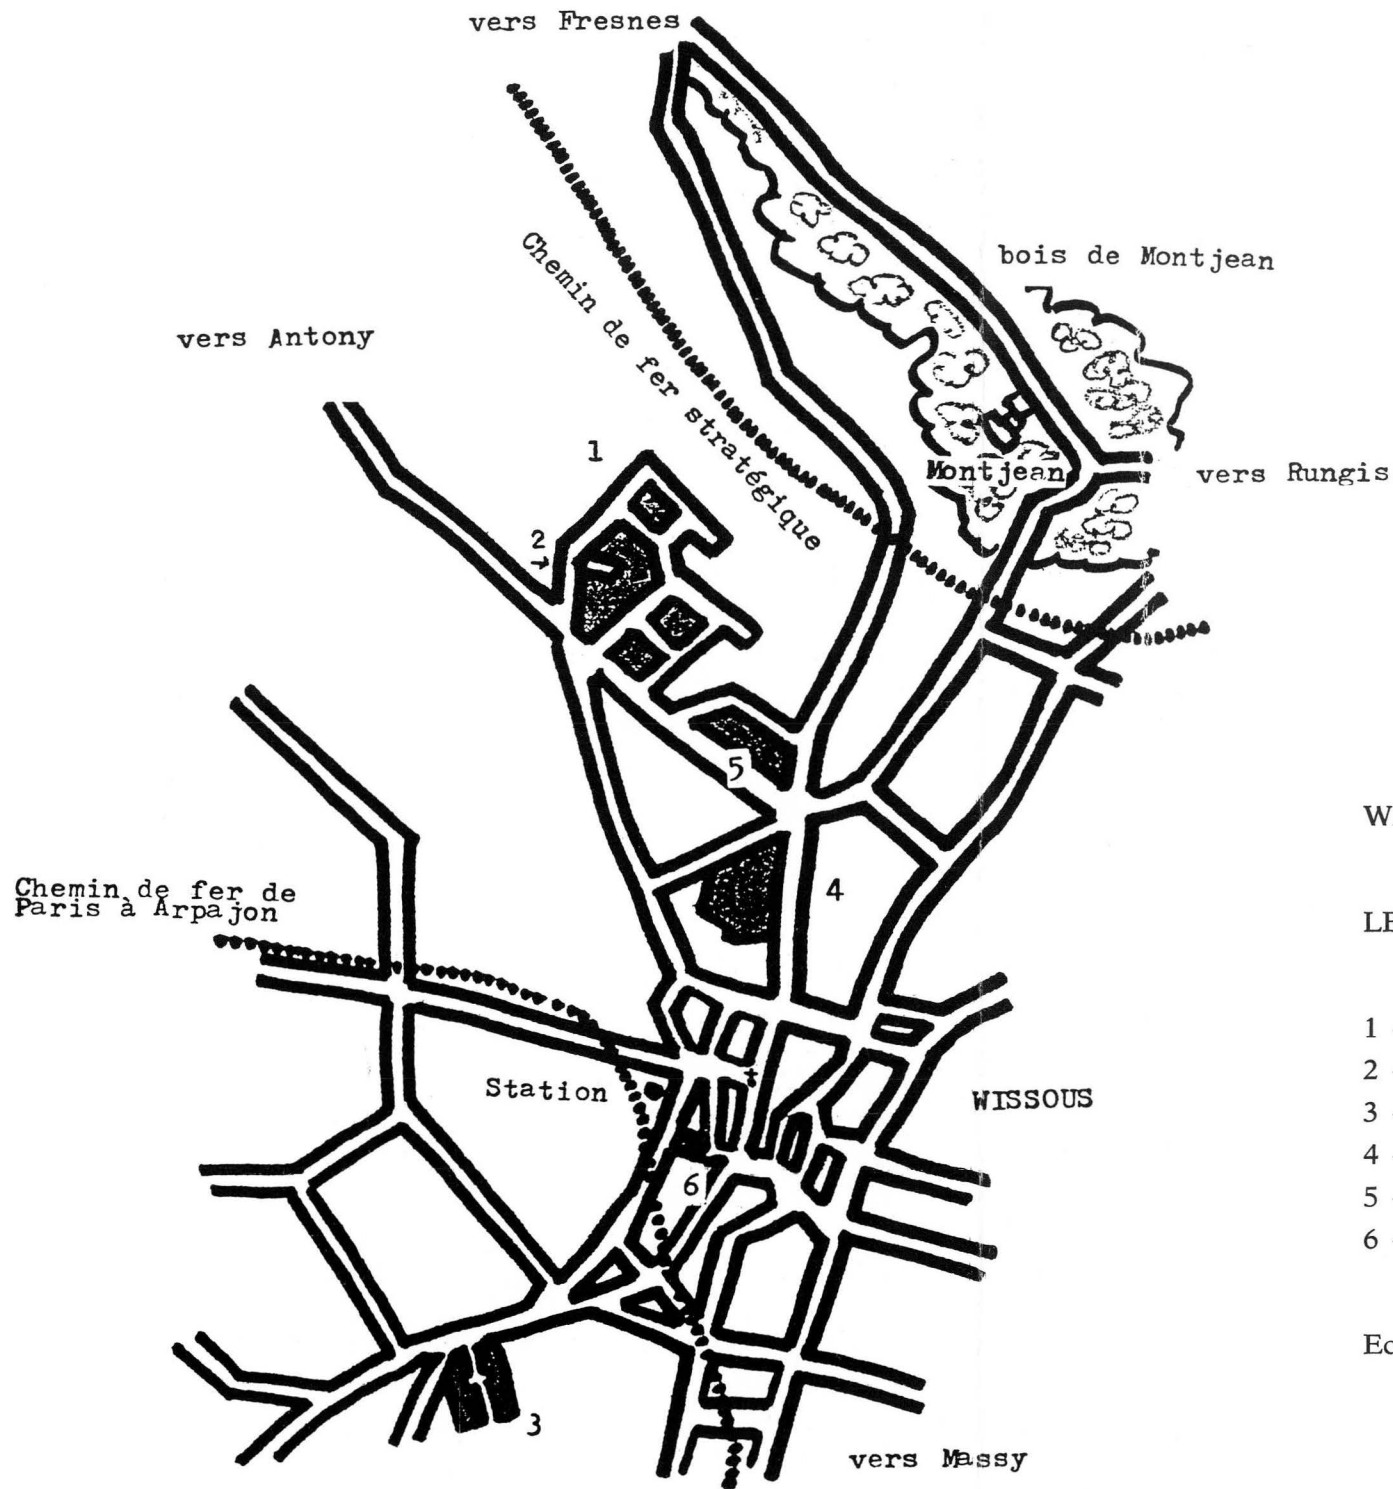 vers Fresnes
bois de Montjean
Chemin de fer stratégique
vers Antony
1
Montjean
vers Rungis
2
5
W
4
Chemin de fer de
Paris à Arpajon
LE
1
2
3
4
5
6
Station
WISSOUS
6
Ec
3
vers Massy